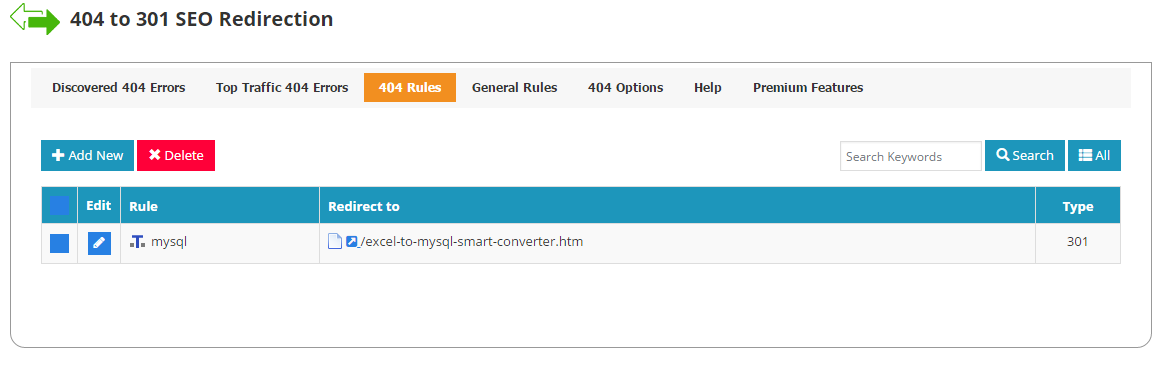 404 to 301 SEO Redirection
Discovered 404 Errors Top Traffic 404 Errors 404 Rules General Rules 404 Options Help Premium Features
Add New Delete Search Keywords Search All
Edit Rule Redirect to Type
T mysql /excel-to-mysql-smart-converter.htm 301